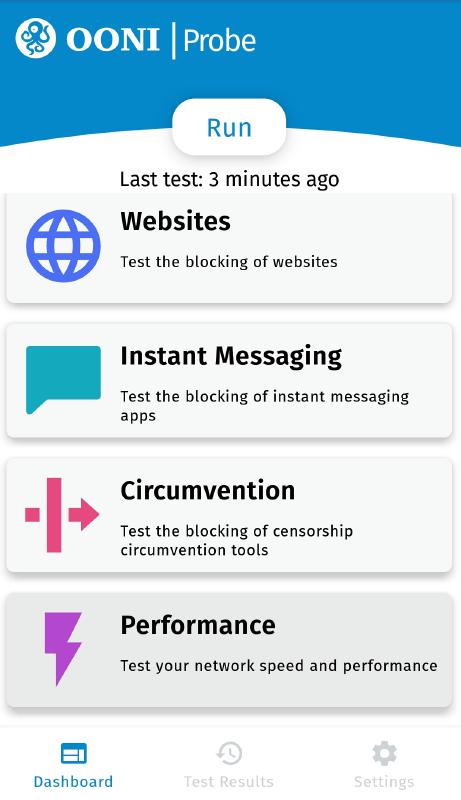 OONI Probe
Run
Last test: 3 minutes ago
Websites
Test the blocking of websites
Instant Messaging
Test the blocking of instant messaging
apps
Circumvention
Test the blocking of censorship
circumvention tools
Performance
Test your network speed and performance
Dashboard
Test Results
Settings